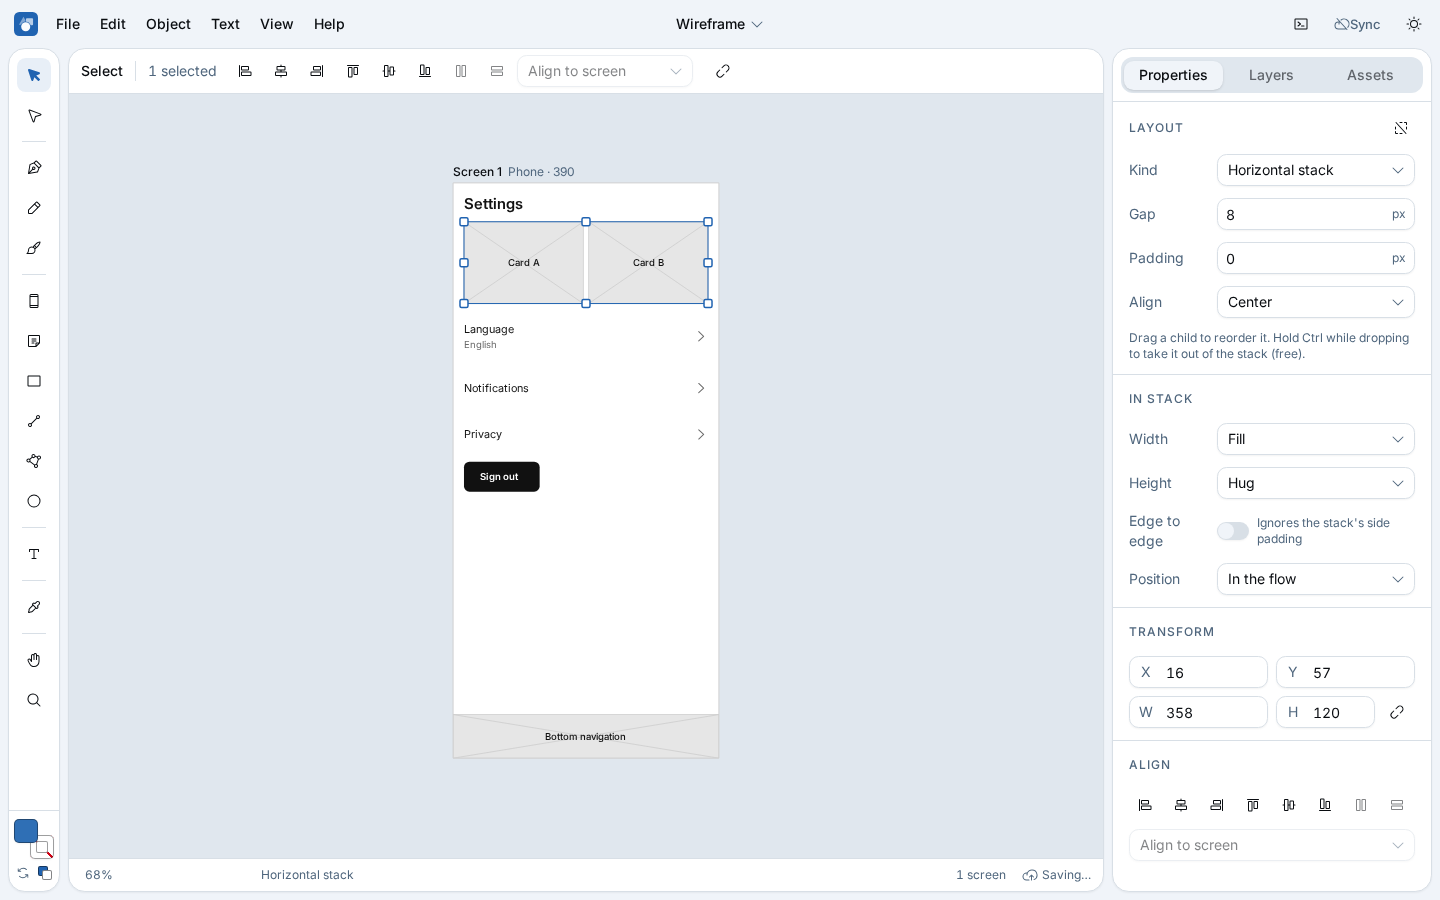 File Edit Object Text View Help
Wireframe
Sync
Select
1 selected
Align to screen
Properties Layers Assets
LAYOUT
Kind Horizontal stack
Gap 8 px
Padding 0 px
Align Center
Drag a child to reorder it. Hold Ctrl while dropping
to take it out of the stack (free).
IN STACK
Width Fill
Height Hug
Edge to
edge
Ignores the stack's side
padding
Position In the flow
TRANSFORM
X 16 Y 57
W 358 H 120
ALIGN
Align to screen
Screen 1 Phone · 390
Settings
Card A Card B
Language
English
Notifications
Privacy
Sign out
Bottom navigation
68%
Horizontal stack
1 screen
Saving...